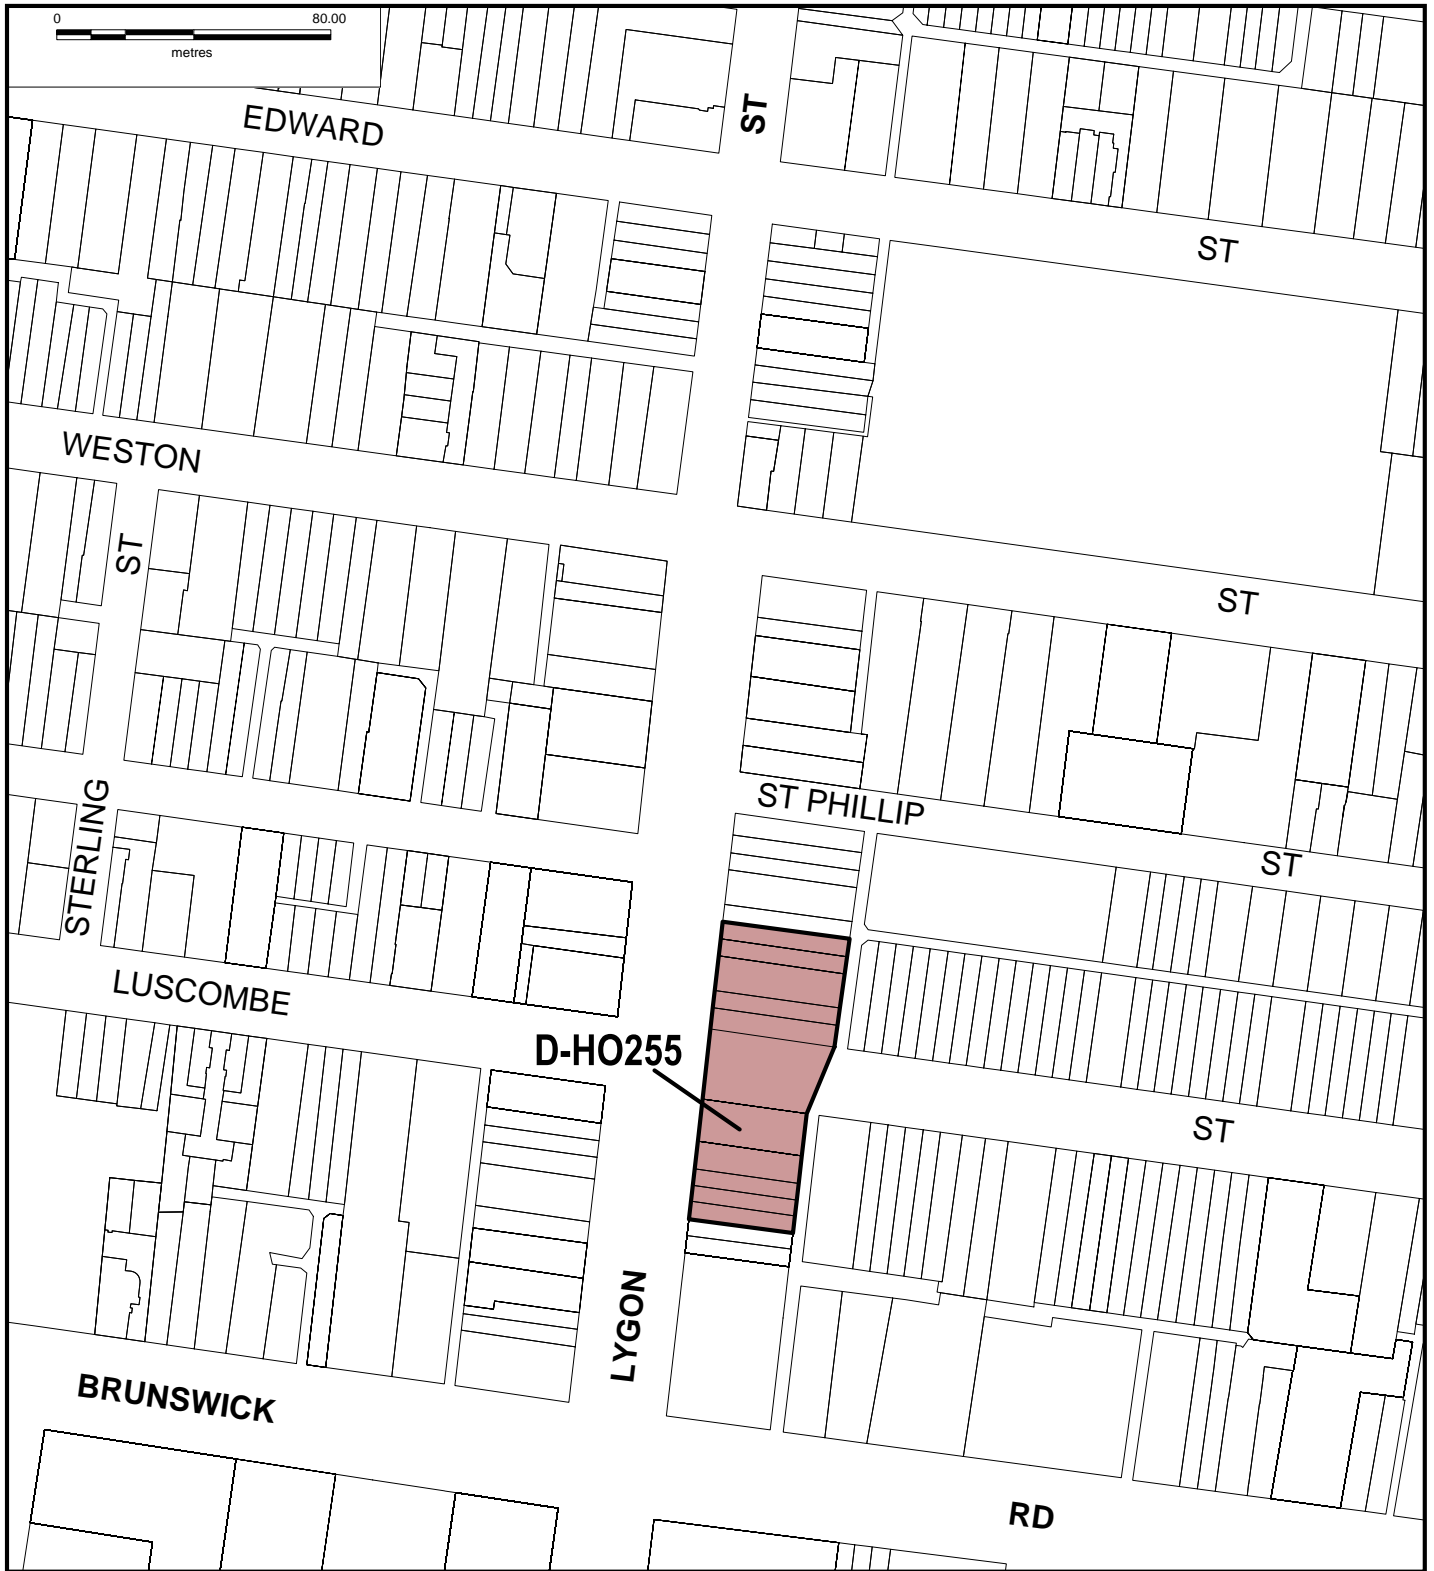 0 80.00
metres
EDWARD
ST
ST
WESTON
ST
ST
STERLING
ST PHILLIP
ST
LUSCOMBE
D-HO255
ST
LYGON
BRUNSWICK
RD